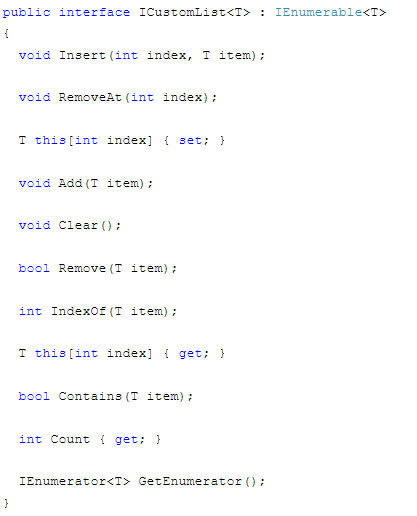 public interface ICustomList<T> : IEnumerable<T>
{
void Insert(int index, T item);
void RemoveAt(int index);
T this[int index] { set; }
void Add(T item);
void Clear();
bool Remove(T item);
int IndexOf(T item);
T this[int index] { get; }
bool Contains(T item);
int Count { get; }
IEnumerator<T> GetEnumerator();
}